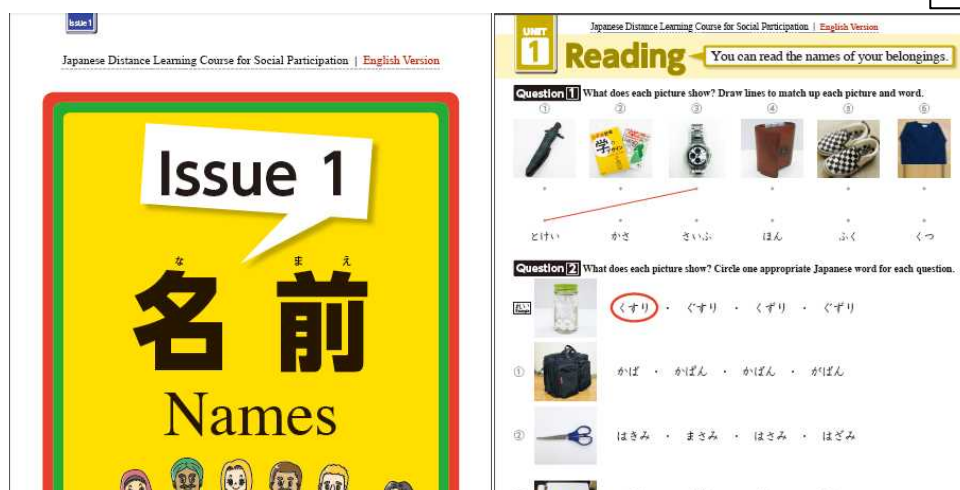 Issue 1
Japanese Distance Learning Course for Social Participation | English Version
Issue 1
な まえ
名前
Names
UNIT
1
Japanese Distance Learning Course for Social Participation | English Version
Reading
You can read the names of your belongings.
Question 1 What does each picture show? Draw lines to match up each picture and word.
① ② ③ ④ ⑤ ⑥
とけい かさ さいふ ほん ふく くつ
Question 2 What does each picture show? Circle one appropriate Japanese word for each question.
くすり ・ ぐすり ・ くずり ・ ぐずり
① かば ・ かぱん ・ かばん ・ がばん
② はきみ ・ まさみ ・ はさみ ・ はざみ